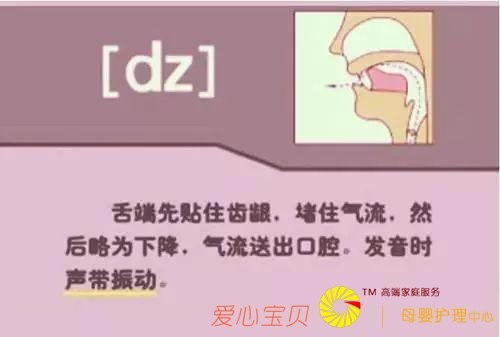 [dz]
舌端先贴住齿龈，堵住气流，然
后略为下降，气流送出口腔。发音时
声带振动。
TM 高端家庭服务
爱心宝贝 母婴护理中心